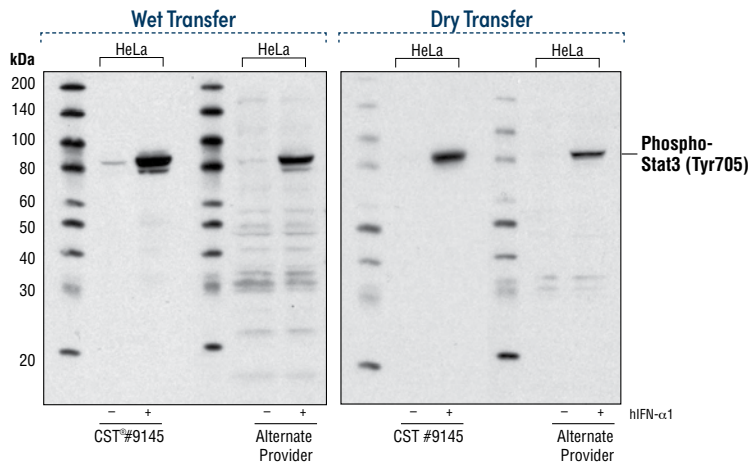 Wet Transfer
Dry Transfer
HeLa
HeLa
HeLa
HeLa
kDa
200
140
100
80
60
50
40
30
20
Phospho-
Stat3 (Tyr705)
– + – + – + – + hIFN-α1
CST®#9145
Alternate
Provider
CST #9145
Alternate
Provider